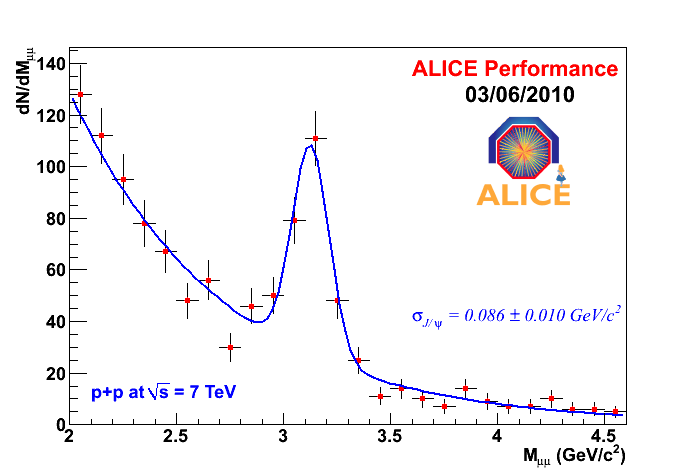 dN/dMμμ
140
120
100
80
60
40
20
0
ALICE Performance
03/06/2010
ALICE
σJ/ψ = 0.086 ± 0.010 GeV/c²
p+p at √s = 7 TeV
2 2.5 3 3.5 4 4.5
Mμμ (GeV/c²)